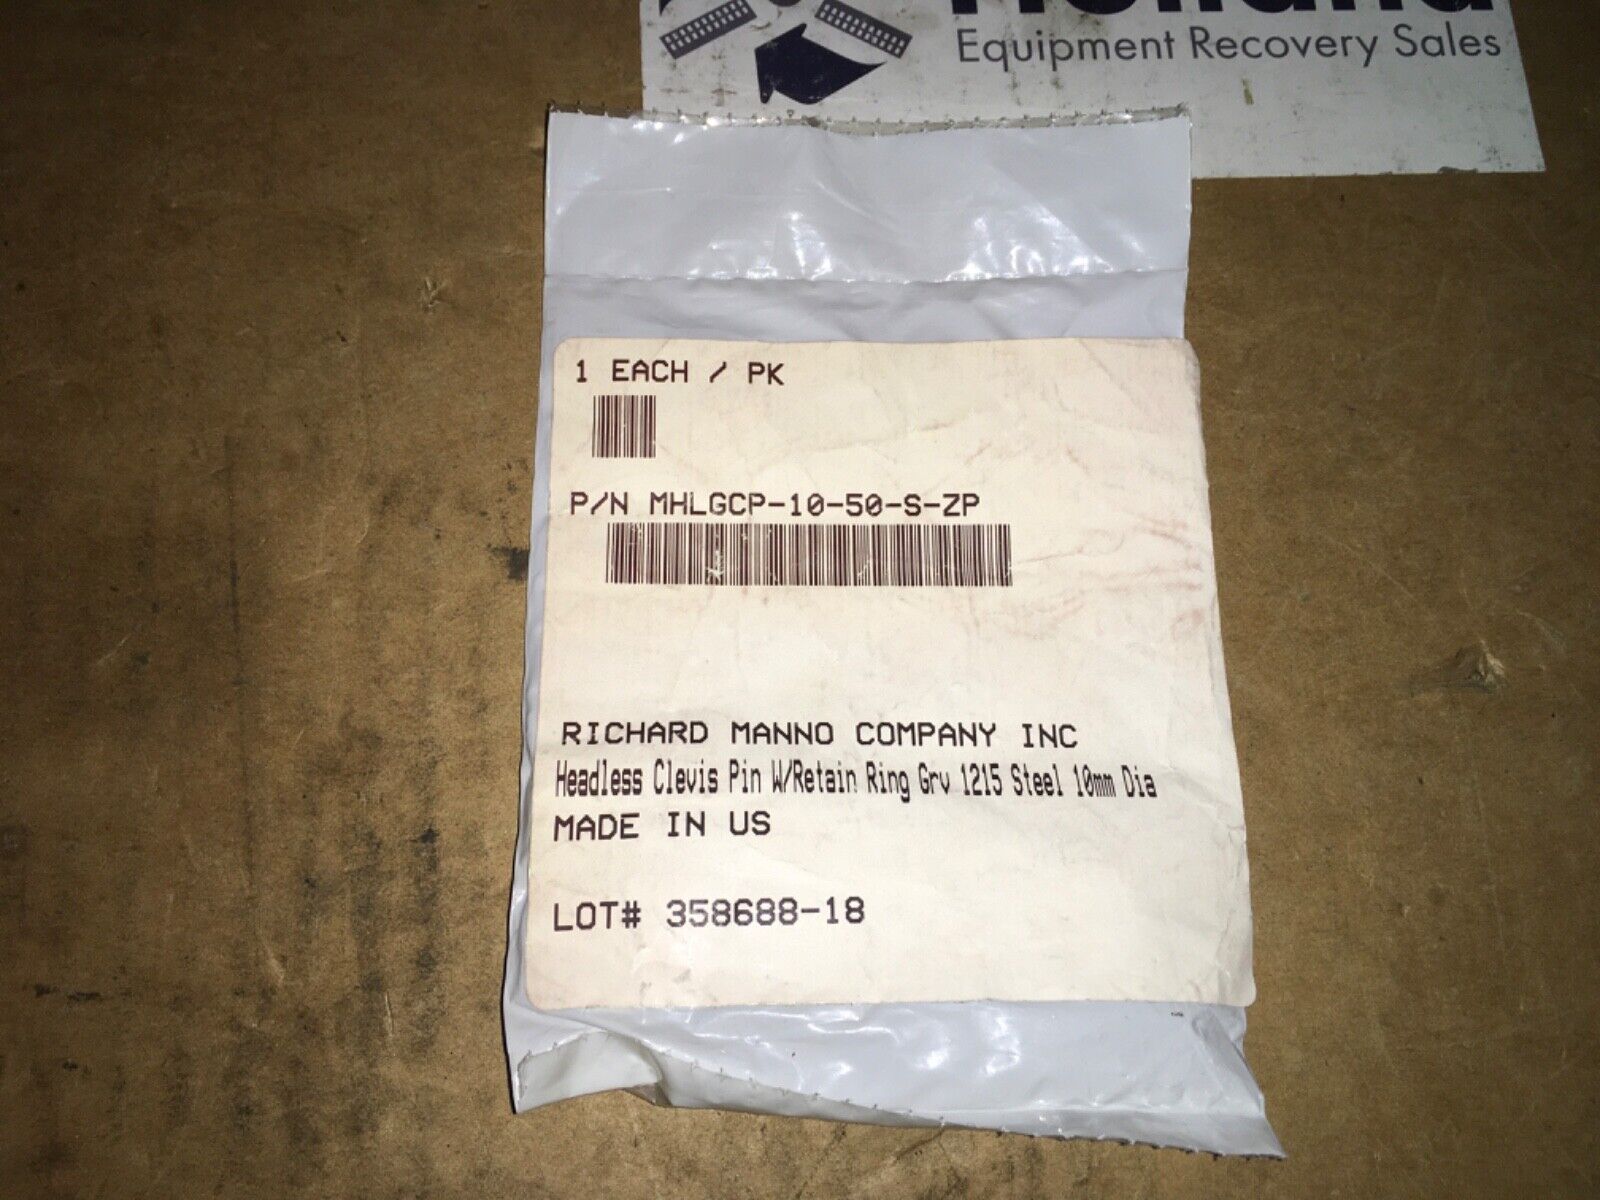 Holland
Equipment Recovery Sales
1 EACH / PK
P/N MHLGCP-10-50-S-ZP
RICHARD MANNO COMPANY INC
Headless Clevis Pin W/Retain Ring Grv 1215 Steel 10mm Dia
MADE IN US
LOT# 358688-18